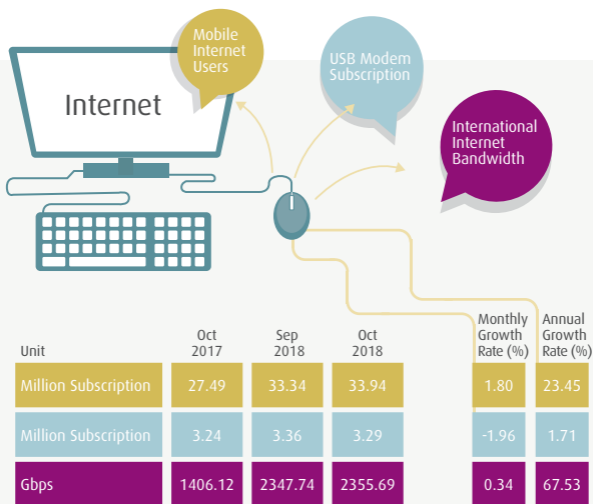 Mobile
Internet
Users
USB Modem
Subscription
Internet
International
Internet
Bandwidth
Unit
Oct
2017
Sep
2018
Oct
2018
Monthly
Growth
Rate (%)
Annual
Growth
Rate (%)
Million Subscription 27.49 33.34 33.94 1.80 23.45
Million Subscription 3.24 3.36 3.29 -1.96 1.71
Gbps 1406.12 2347.74 2355.69 0.34 67.53